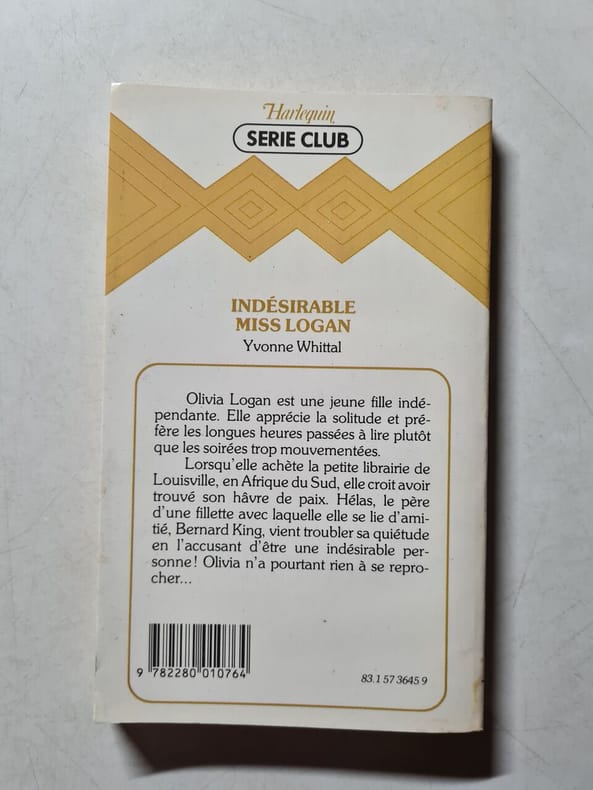 Harlequin
SERIE CLUB
INDÉSIRABLE
MISS LOGAN
Yvonne Whittal
Olivia Logan est une jeune fille indé-
pendante. Elle apprécie la solitude et pré-
fère les longues heures passées à lire plutôt
que les soirées trop mouvementées.
Lorsqu'elle achète la petite librairie de
Louisville, en Afrique du Sud, elle croit avoir
trouvé son hâvre de paix. Hélas, le père
d'une fillette avec laquelle elle se lie d'ami-
tié, Bernard King, vient troubler sa quiétude
en l'accusant d'être une indésirable per-
sonne! Olivia n'a pourtant rien à se repro-
cher...
9 782280 010764
83.1 57 3645 9